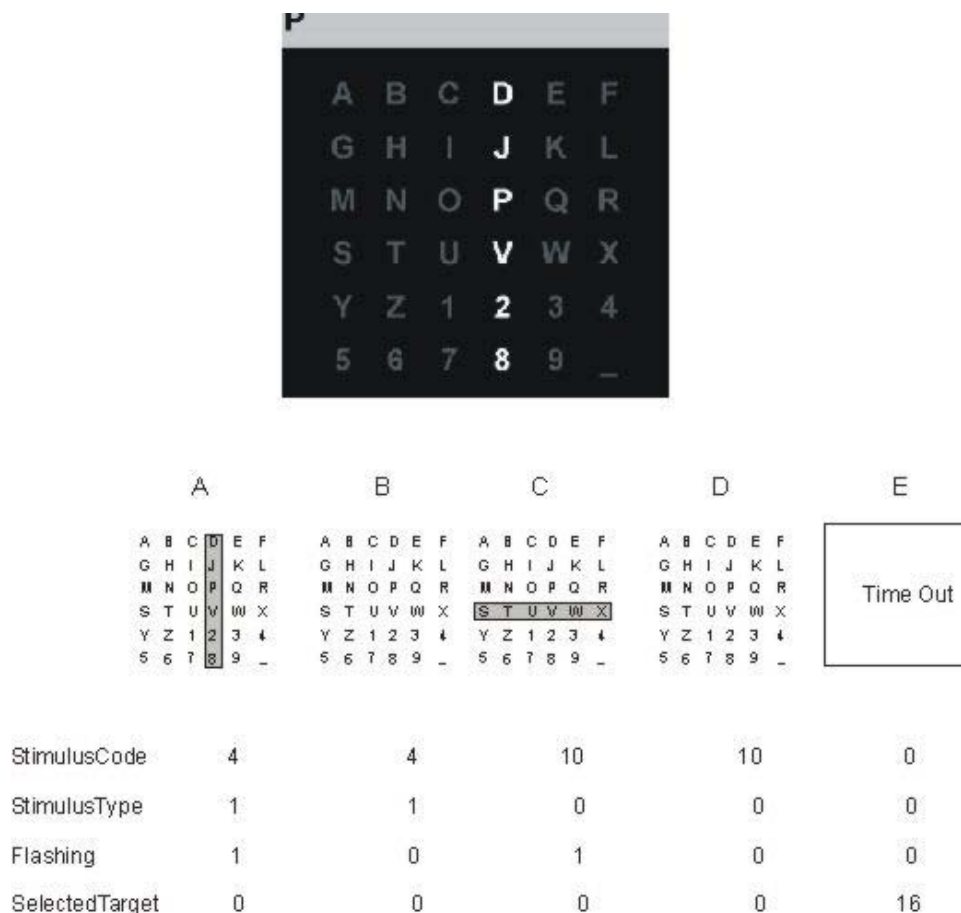 P
A B C D E F
G H I J K L
M N O P Q R
S T U V W X
Y Z 1 2 3 4
5 6 7 8 9 _
A B C D E
A B C D E F A B C D E F A B C D E F A B C D E F
G H I J K L G H I J K L G H I J K L G H I J K L
M N O P Q R M N O P Q R M N O P Q R M N O P Q R Time Out
S T U V W X S T U V W X S T U V W X S T U V W X
Y Z 1 2 3 4 Y Z 1 2 3 4 Y Z 1 2 3 4 Y Z 1 2 3 4
5 6 7 8 9 _ 5 6 7 8 9 _ 5 6 7 8 9 _ 5 6 7 8 9 _
StimulusCode 4 4 10 10 0
StimulusType 1 1 0 0 0
Flashing 1 0 1 0 0
SelectedTarget 0 0 0 0 16